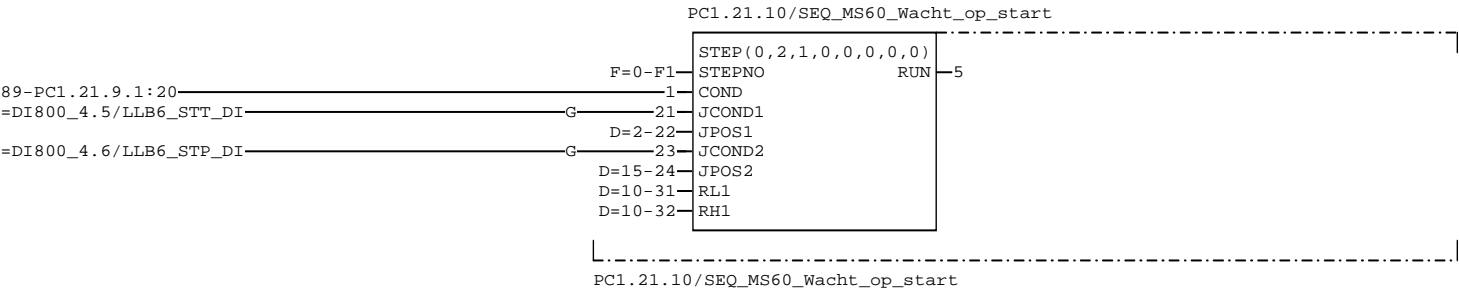 PC1.21.10/SEQ_MS60_Wacht_op_start
STEP(0,2,1,0,0,0,0,0)
F=0-F1 STEPNO RUN 5
89-PC1.21.9.1:20 1 COND
=DI800_4.5/LLB6_STT_DI G 21 JCOND1
D=2-22 JPOS1
=DI800_4.6/LLB6_STP_DI G 23 JCOND2
D=15-24 JPOS2
D=10-31 RL1
D=10-32 RH1
PC1.21.10/SEQ_MS60_Wacht_op_start